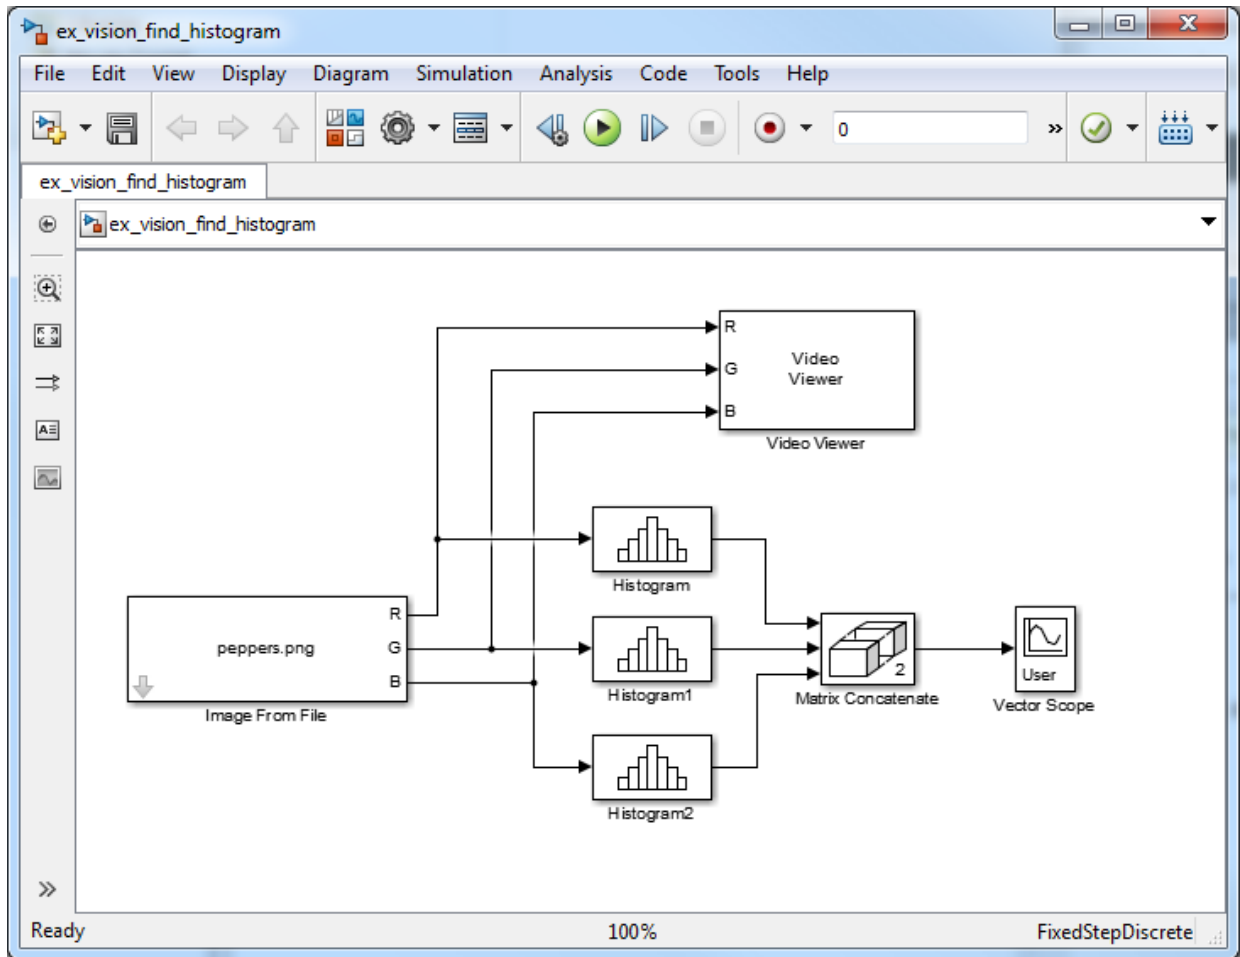 ex_vision_find_histogram
File Edit View Display Diagram Simulation Analysis Code Tools Help
0 »
ex_vision_find_histogram
ex_vision_find_histogram
R
G
B
Video
Viewer
Video Viewer
Histogram
peppers.png
R
G
B
Image From File
Histogram1
2
Matrix Concatenate
User
Vector Scope
Histogram2
A
»
Ready 100% FixedStepDiscrete